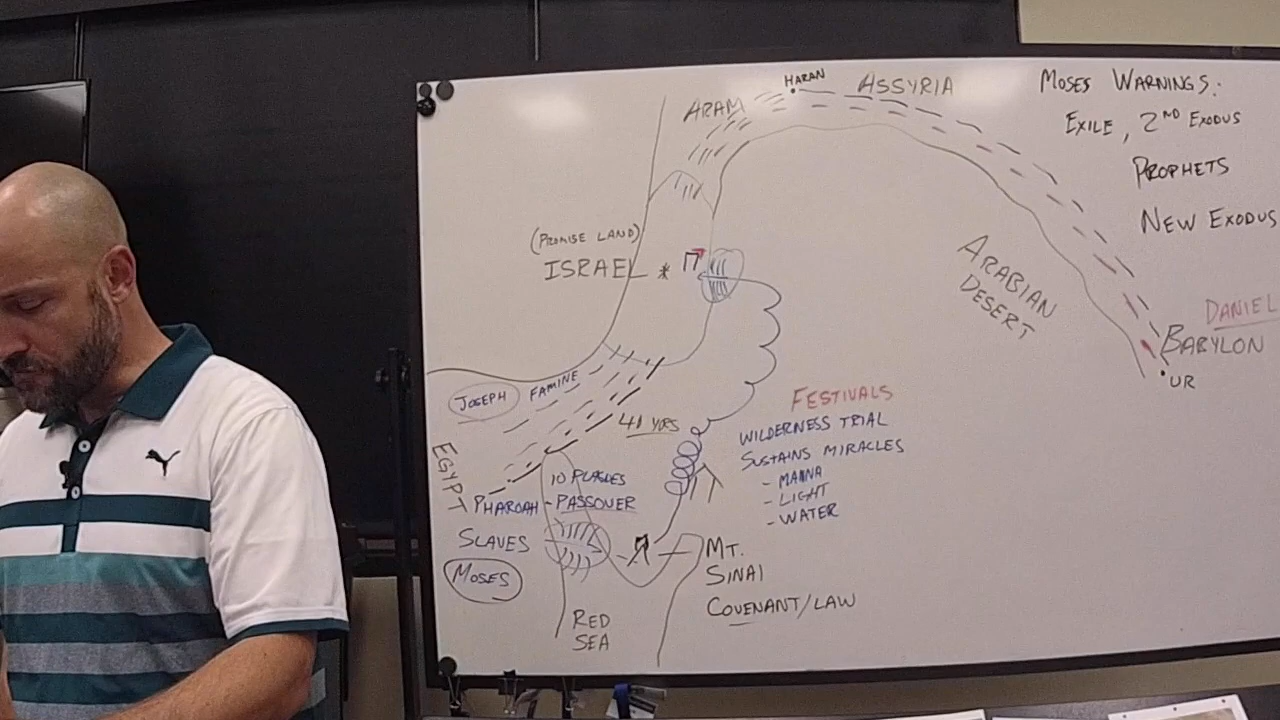 HARAN
ASSYRIA
ARAM
MOSES WARNINGS:
EXILE, 2ND EXODUS
PROPHETS
NEW EXODUS
(PROMISE LAND)
ISRAEL *
ARABIAN
DESERT
DANIEL
BABYLON
UR
JOSEPH
FAMINE
40 YRS
FESTIVALS
WILDERNESS TRIAL
SUSTAINS MIRACLES
- MANNA
- LIGHT
- WATER
EGYPT
10 PLAGUES
PHAROAH - PASSOVER
SLAVES
MOSES
MT.
SINAI
COVENANT/LAW
RED
SEA